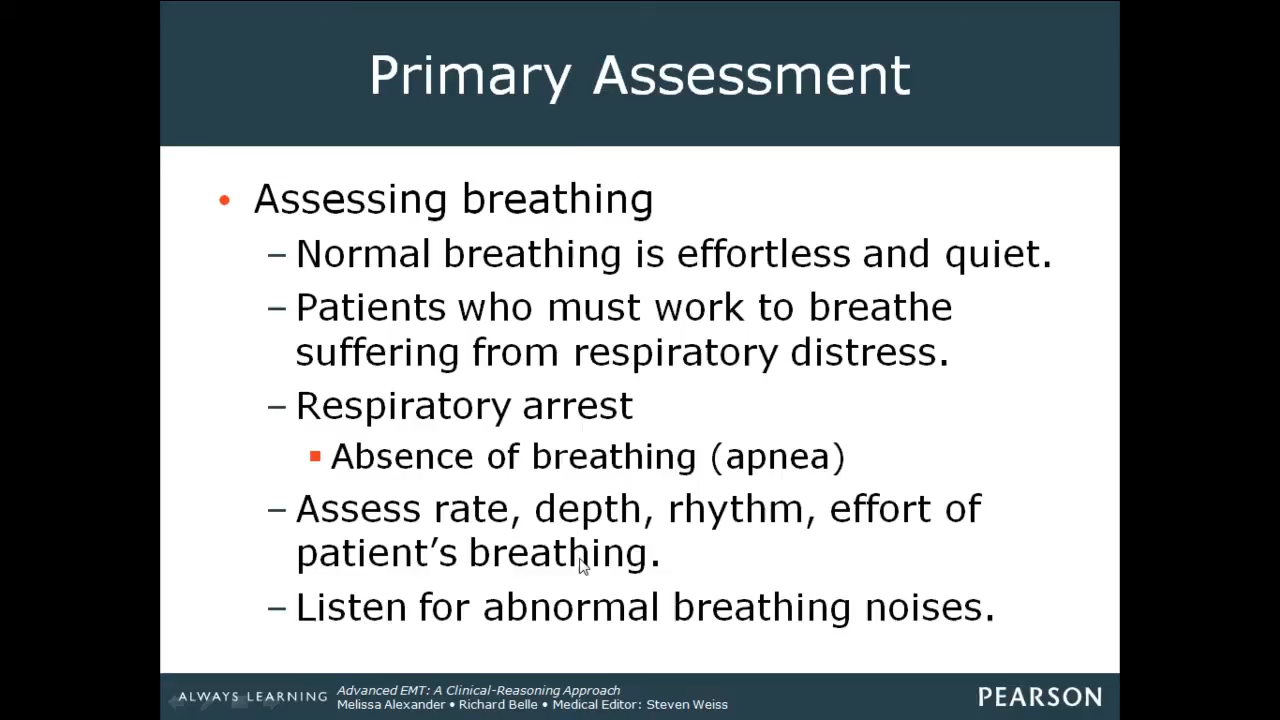 Primary Assessment
• Assessing breathing
– Normal breathing is effortless and quiet.
– Patients who must work to breathe
suffering from respiratory distress.
– Respiratory arrest
▪ Absence of breathing (apnea)
– Assess rate, depth, rhythm, effort of
patient’s breathing.
– Listen for abnormal breathing noises.
ALWAYS LEARNING
Advanced EMT: A Clinical-Reasoning Approach
Melissa Alexander • Richard Belle • Medical Editor: Steven Weiss
PEARSON